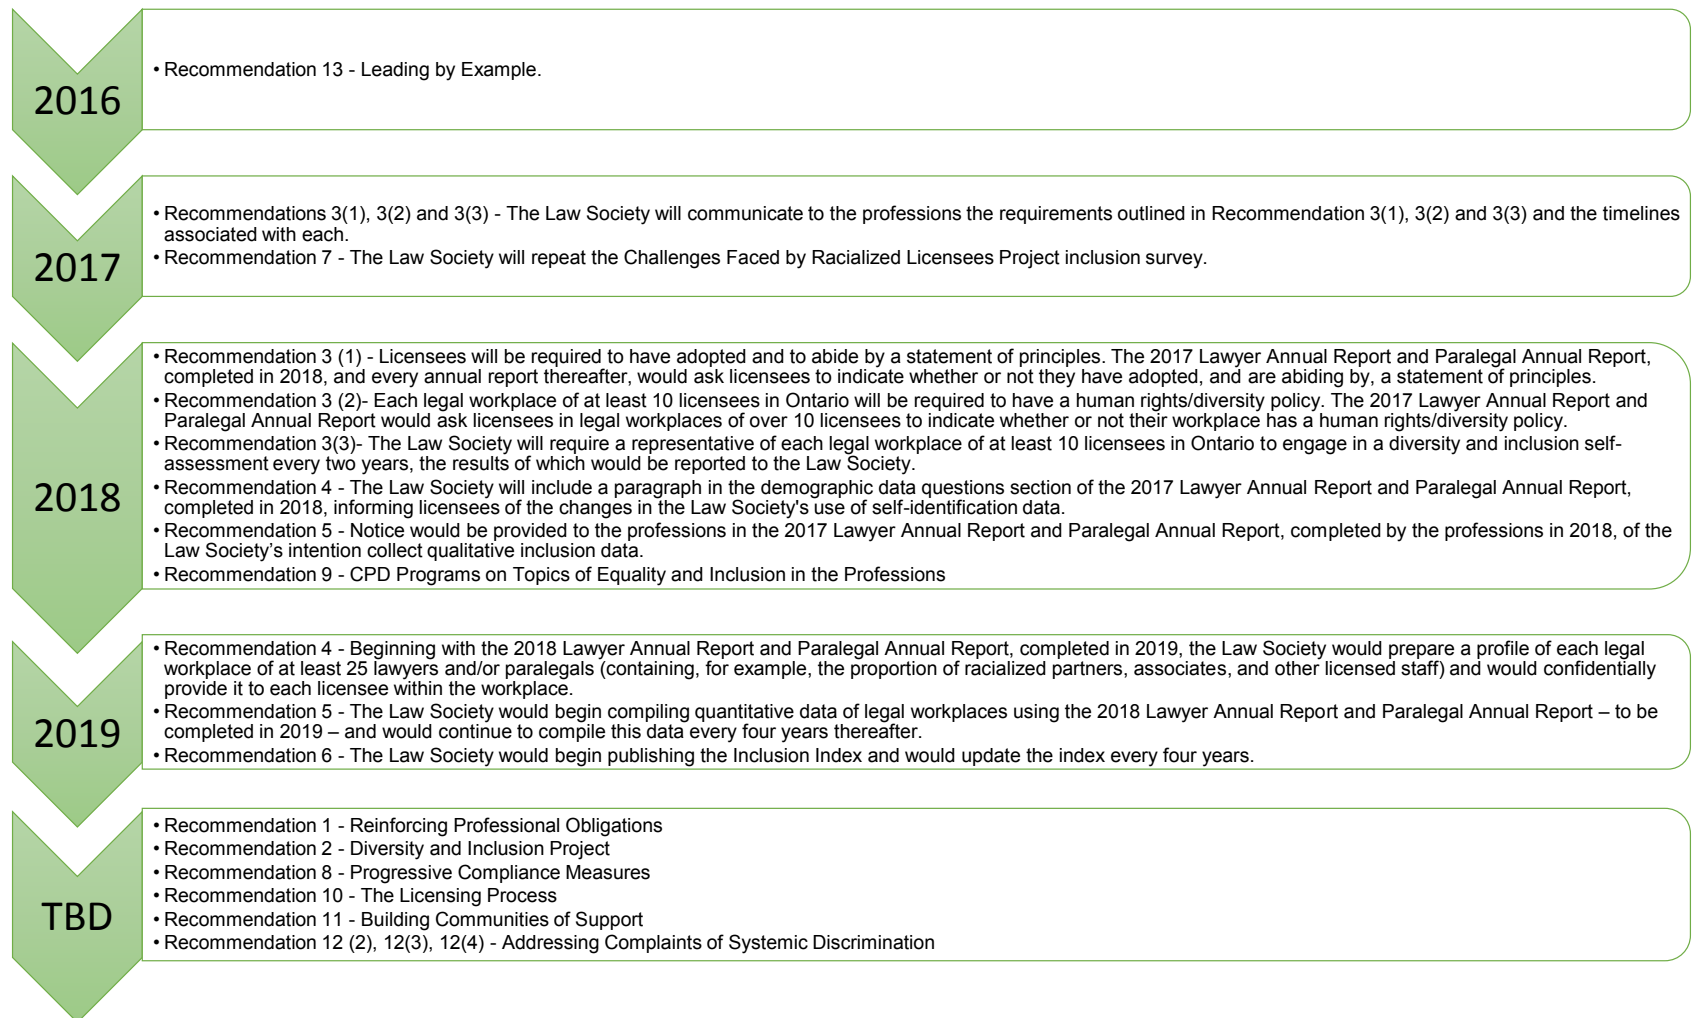 2016
• Recommendation 13 - Leading by Example.
2017
• Recommendations 3(1), 3(2) and 3(3) - The Law Society will communicate to the professions the requirements outlined in Recommendation 3(1), 3(2) and 3(3) and the timelines
associated with each.
• Recommendation 7 - The Law Society will repeat the Challenges Faced by Racialized Licensees Project inclusion survey.
2018
• Recommendation 3 (1) - Licensees will be required to have adopted and to abide by a statement of principles. The 2017 Lawyer Annual Report and Paralegal Annual Report,
completed in 2018, and every annual report thereafter, would ask licensees to indicate whether or not they have adopted, and are abiding by, a statement of principles.
• Recommendation 3 (2)- Each legal workplace of at least 10 licensees in Ontario will be required to have a human rights/diversity policy. The 2017 Lawyer Annual Report and
Paralegal Annual Report would ask licensees in legal workplaces of over 10 licensees to indicate whether or not their workplace has a human rights/diversity policy.
• Recommendation 3(3)- The Law Society will require a representative of each legal workplace of at least 10 licensees in Ontario to engage in a diversity and inclusion self-
assessment every two years, the results of which would be reported to the Law Society.
• Recommendation 4 - The Law Society will include a paragraph in the demographic data questions section of the 2017 Lawyer Annual Report and Paralegal Annual Report,
completed in 2018, informing licensees of the changes in the Law Society's use of self-identification data.
• Recommendation 5 - Notice would be provided to the professions in the 2017 Lawyer Annual Report and Paralegal Annual Report, completed by the professions in 2018, of the
Law Society’s intention collect qualitative inclusion data.
• Recommendation 9 - CPD Programs on Topics of Equality and Inclusion in the Professions
2019
• Recommendation 4 - Beginning with the 2018 Lawyer Annual Report and Paralegal Annual Report, completed in 2019, the Law Society would prepare a profile of each legal
workplace of at least 25 lawyers and/or paralegals (containing, for example, the proportion of racialized partners, associates, and other licensed staff) and would confidentially
provide it to each licensee within the workplace.
• Recommendation 5 - The Law Society would begin compiling quantitative data of legal workplaces using the 2018 Lawyer Annual Report and Paralegal Annual Report – to be
completed in 2019 – and would continue to compile this data every four years thereafter.
• Recommendation 6 - The Law Society would begin publishing the Inclusion Index and would update the index every four years.
TBD
• Recommendation 1 - Reinforcing Professional Obligations
• Recommendation 2 - Diversity and Inclusion Project
• Recommendation 8 - Progressive Compliance Measures
• Recommendation 10 - The Licensing Process
• Recommendation 11 - Building Communities of Support
• Recommendation 12 (2), 12(3), 12(4) - Addressing Complaints of Systemic Discrimination